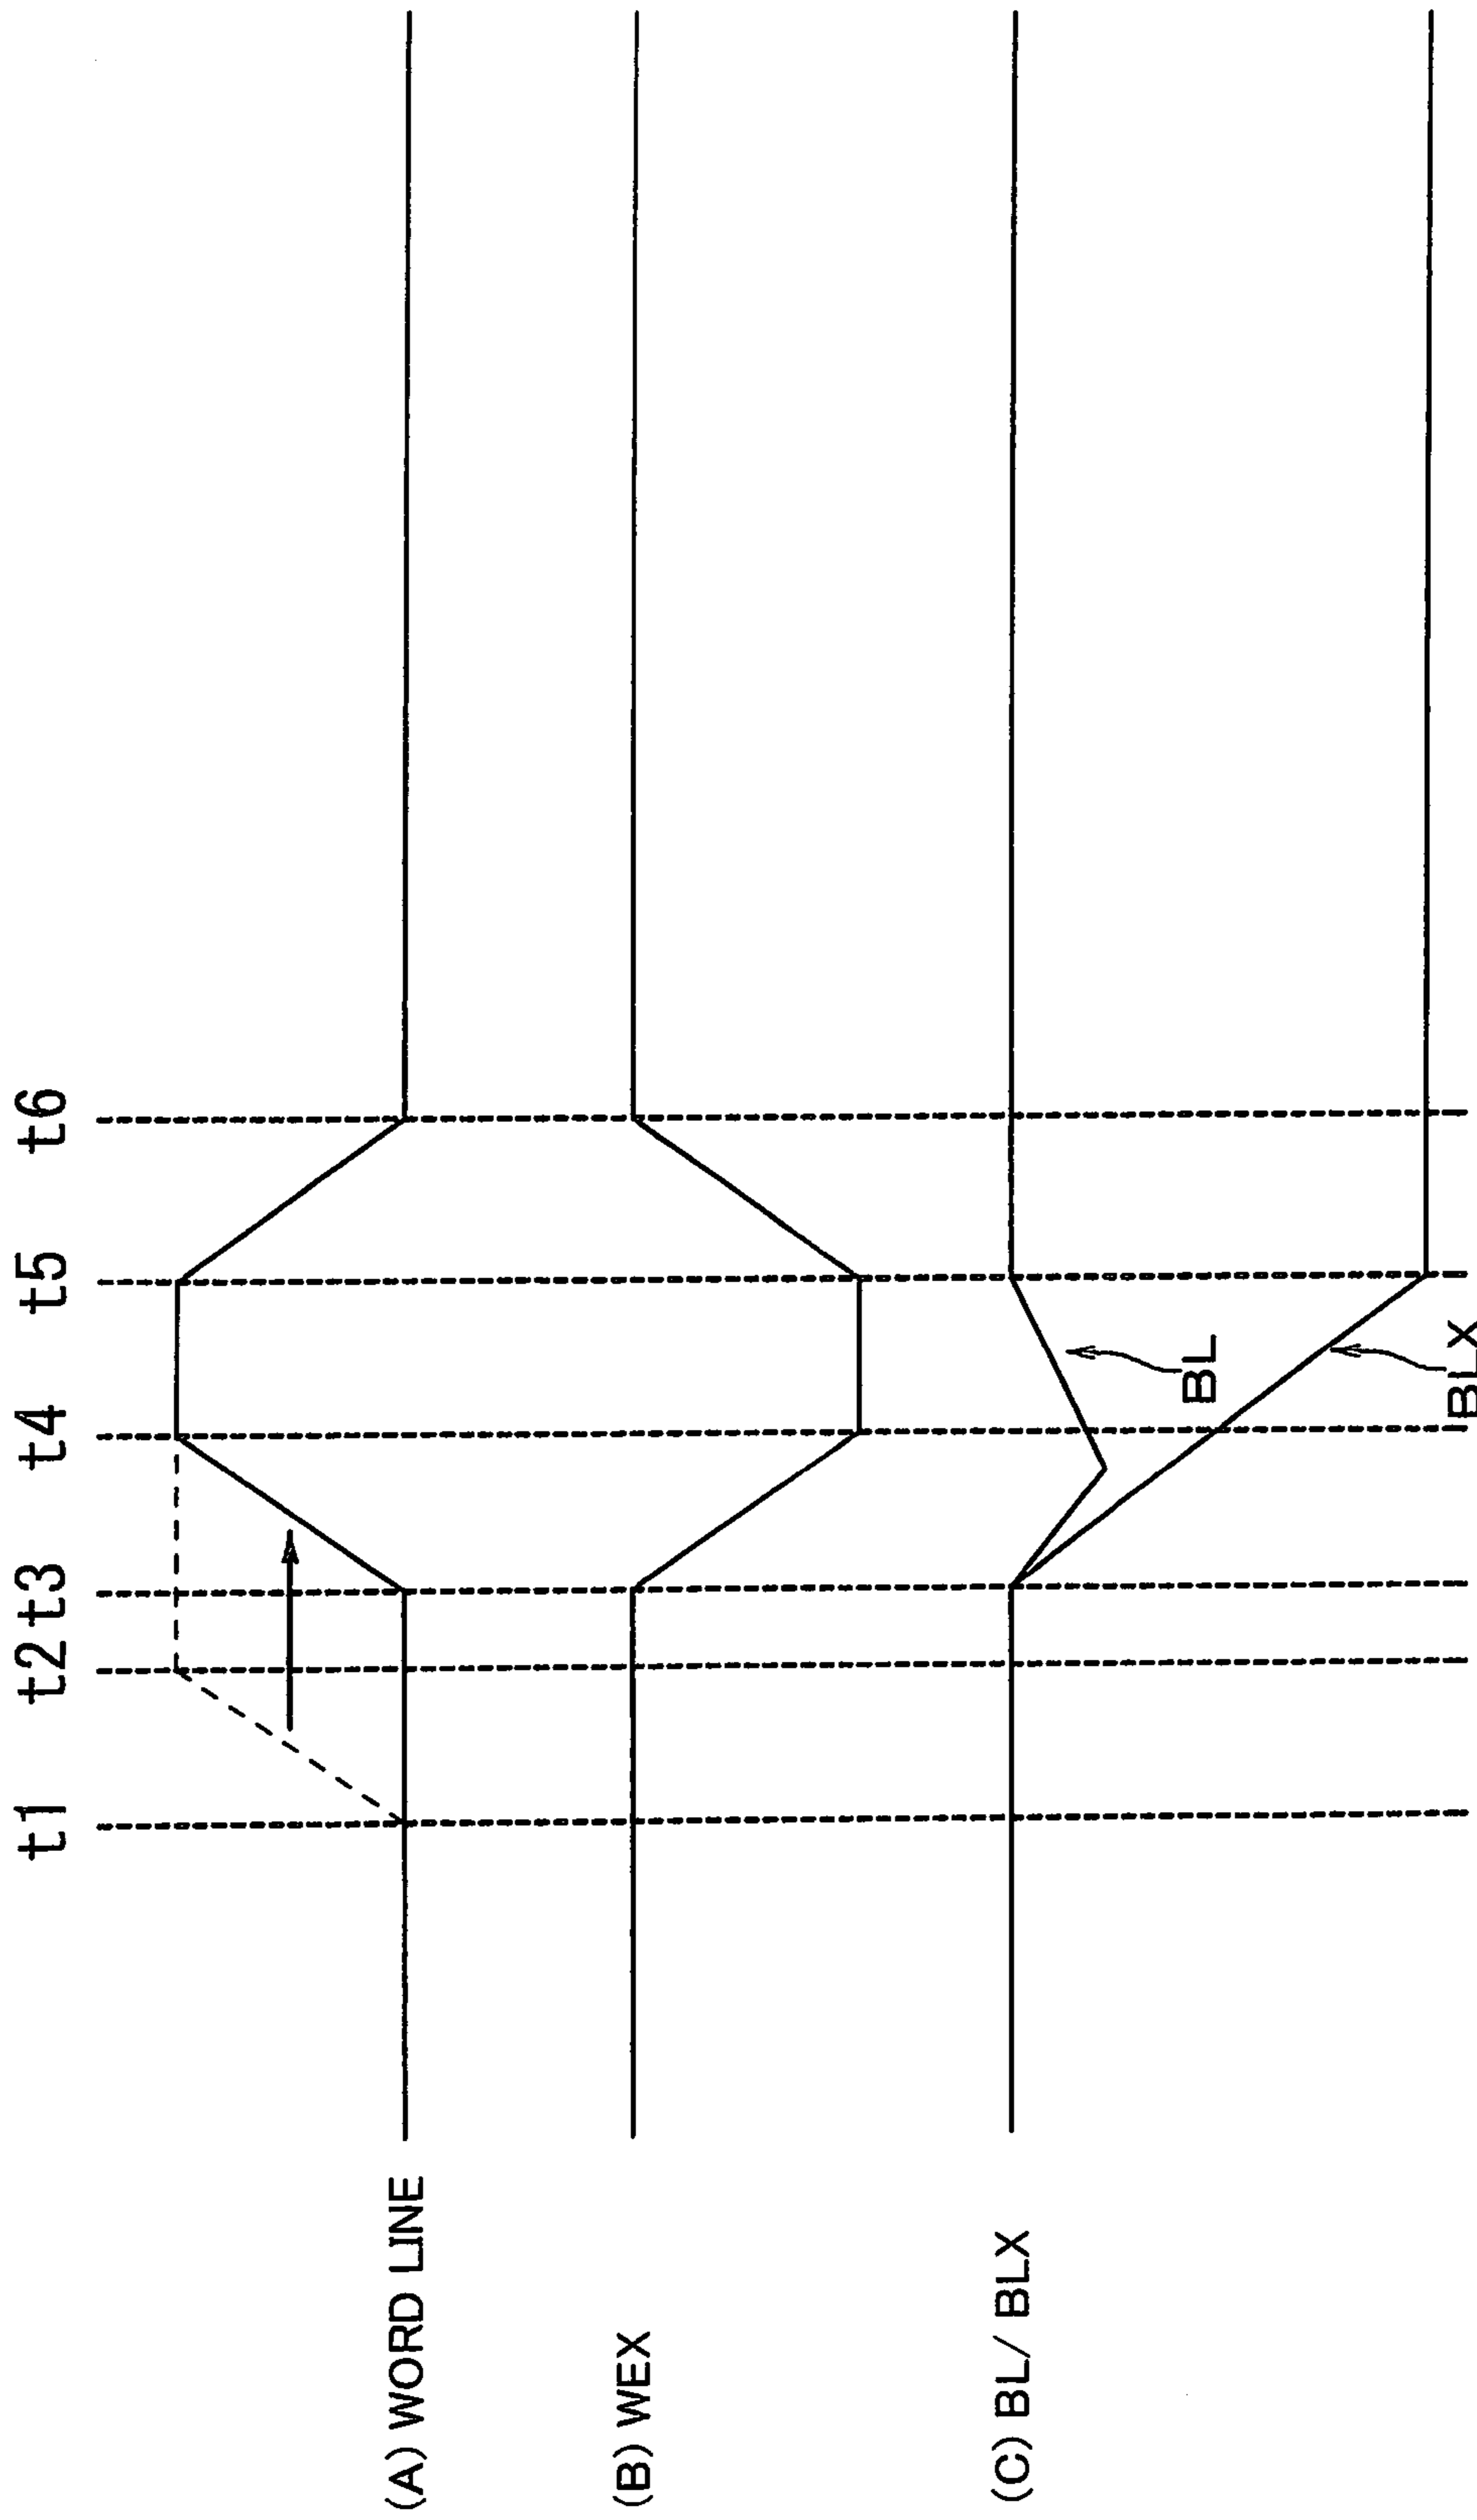 t1 t2 t3 t4 t5 t6
(A) WORD LINE
(B) WEX
(C) BL/ BLX
BL
BLX